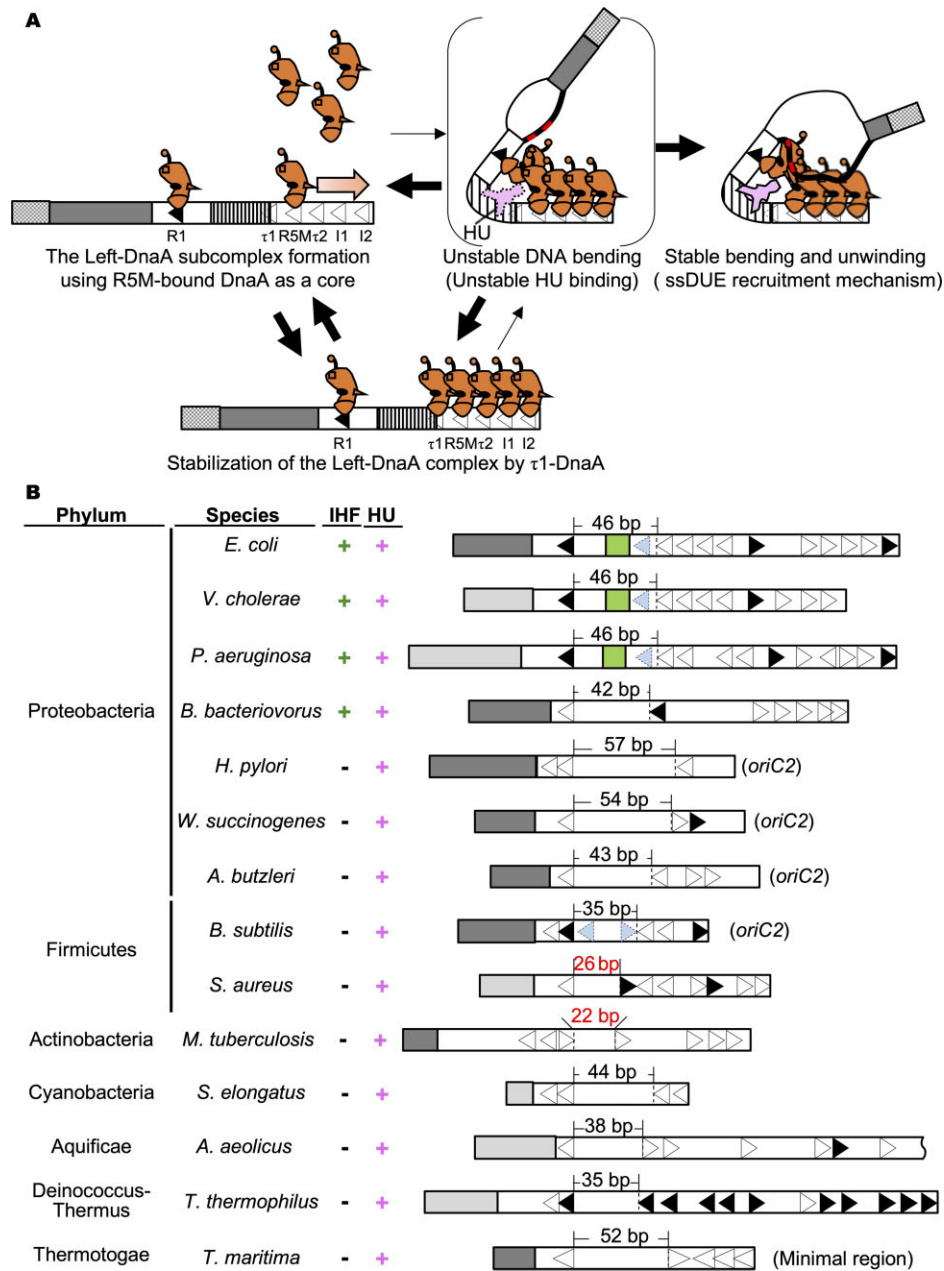 A
R1
τ1 R5Mτ2 I1 I2
HU
The Left-DnaA subcomplex formation
using R5M-bound DnaA as a core
Unstable DNA bending
(Unstable HU binding)
Stable bending and unwinding
( ssDUE recruitment mechanism)
R1
τ1R5Mτ2 I1 I2
Stabilization of the Left-DnaA complex by τ1-DnaA
B
Phylum Species IHF HU
E. coli + + 46 bp
V. cholerae + + 46 bp
P. aeruginosa + + 46 bp
Proteobacteria B. bacteriovorus + + 42 bp
H. pylori - + 57 bp (oriC2)
W. succinogenes - + 54 bp (oriC2)
A. butzleri - + 43 bp (oriC2)
Firmicutes B. subtilis - + 35 bp (oriC2)
S. aureus - + 26 bp
Actinobacteria M. tuberculosis - + 22 bp
Cyanobacteria S. elongatus - + 44 bp
Aquificae A. aeolicus - + 38 bp
Deinococcus-
Thermus T. thermophilus - + 35 bp
Thermotogae T. maritima - + 52 bp (Minimal region)